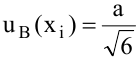 u_B(x_i) = a/√6